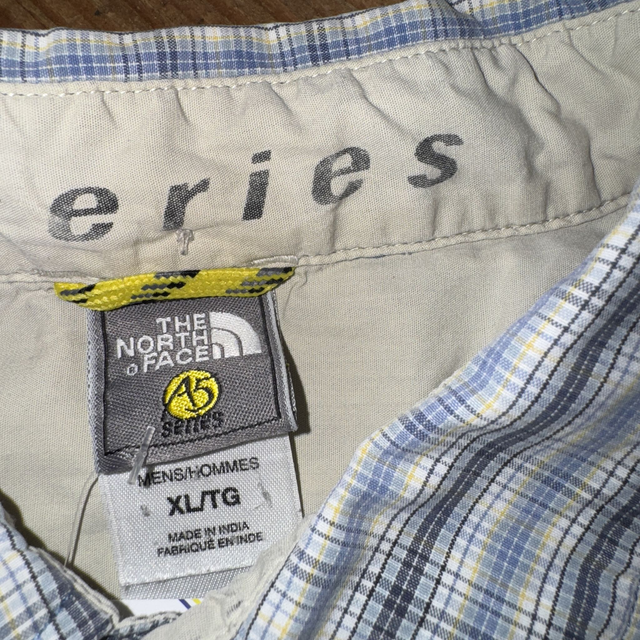 eries
THE
NORTH
FACE
®
A5
series
MENS/HOMMES
XL/TG
MADE IN INDIA
FABRIQUÉ EN INDE